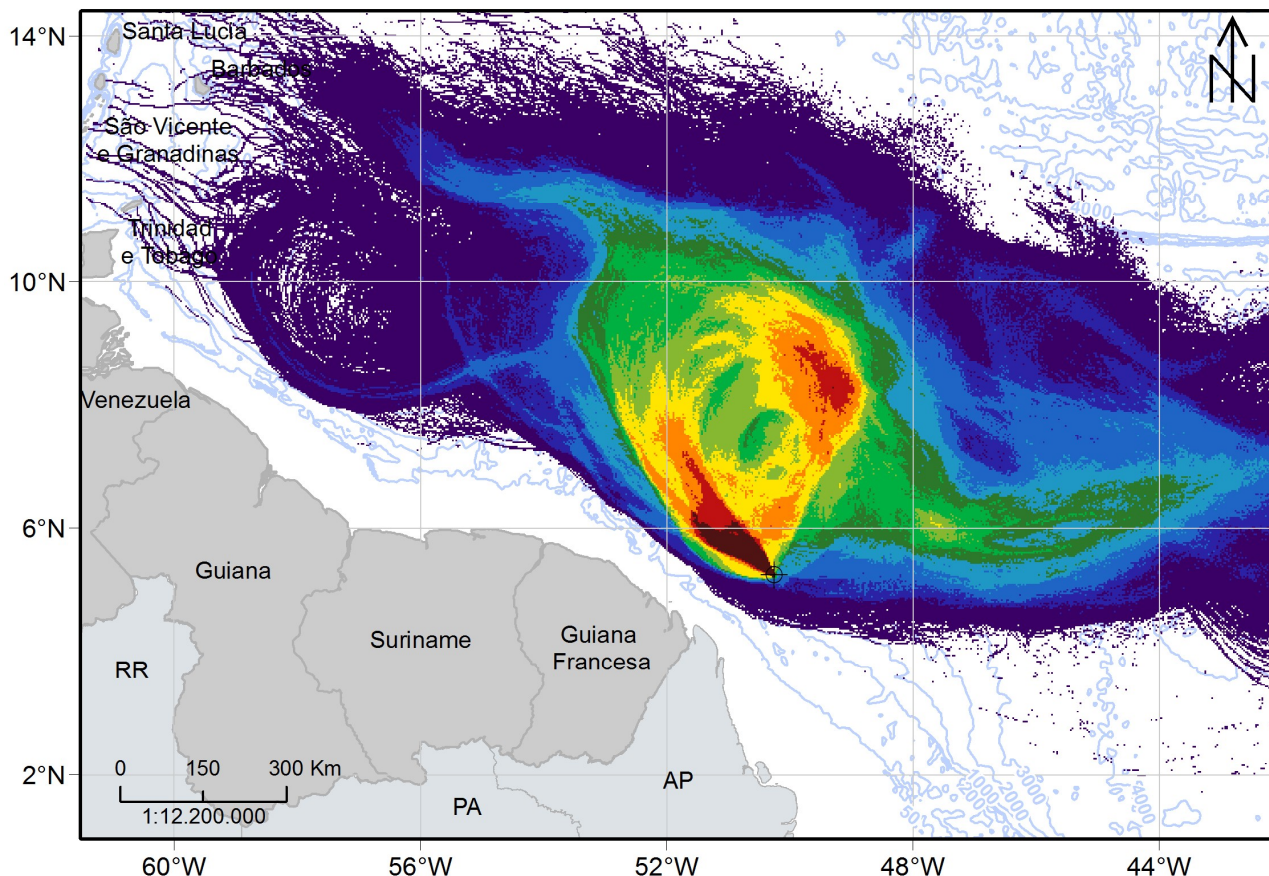 14°N
Santa Lucia
Barbados
N
São Vicente
e Granadinas
4000
Trinidad
e Tobago
10°N
Venezuela
6°N
Guiana
Suriname
Guiana
Francesa
RR
0 150 300 Km
1:12.200.000
2°N
AP
PA
60°W
56°W
52°W
48°W
44°W